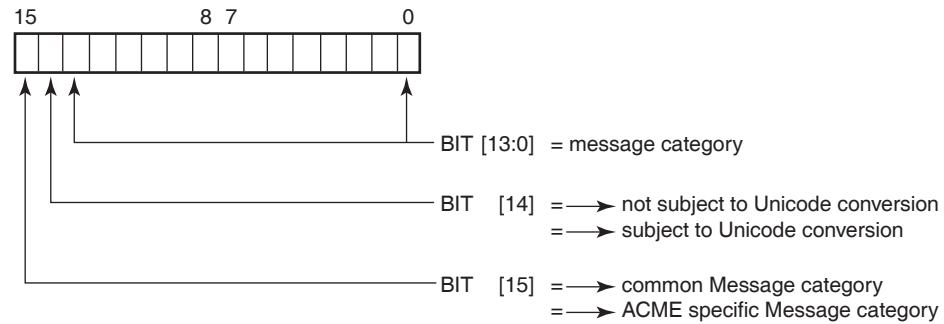 15 8 7 0
BIT [13:0] = message category
BIT [14] = → not subject to Unicode conversion
= → subject to Unicode conversion
BIT [15] = → common Message category
= → ACME specific Message category